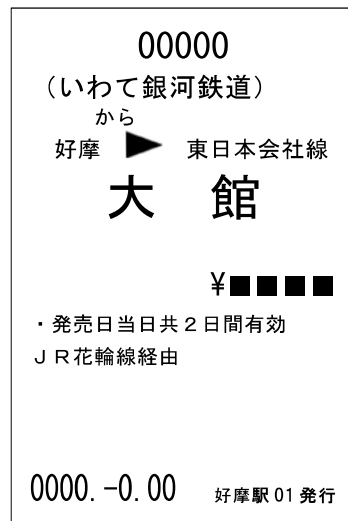 00000
（いわて銀河鉄道）
から
好摩 ▶ 東日本会社線
大 館
¥■■■■
・発売日当日共２日間有効
ＪＲ花輪線経由
0000.-0.00 好摩駅01発行